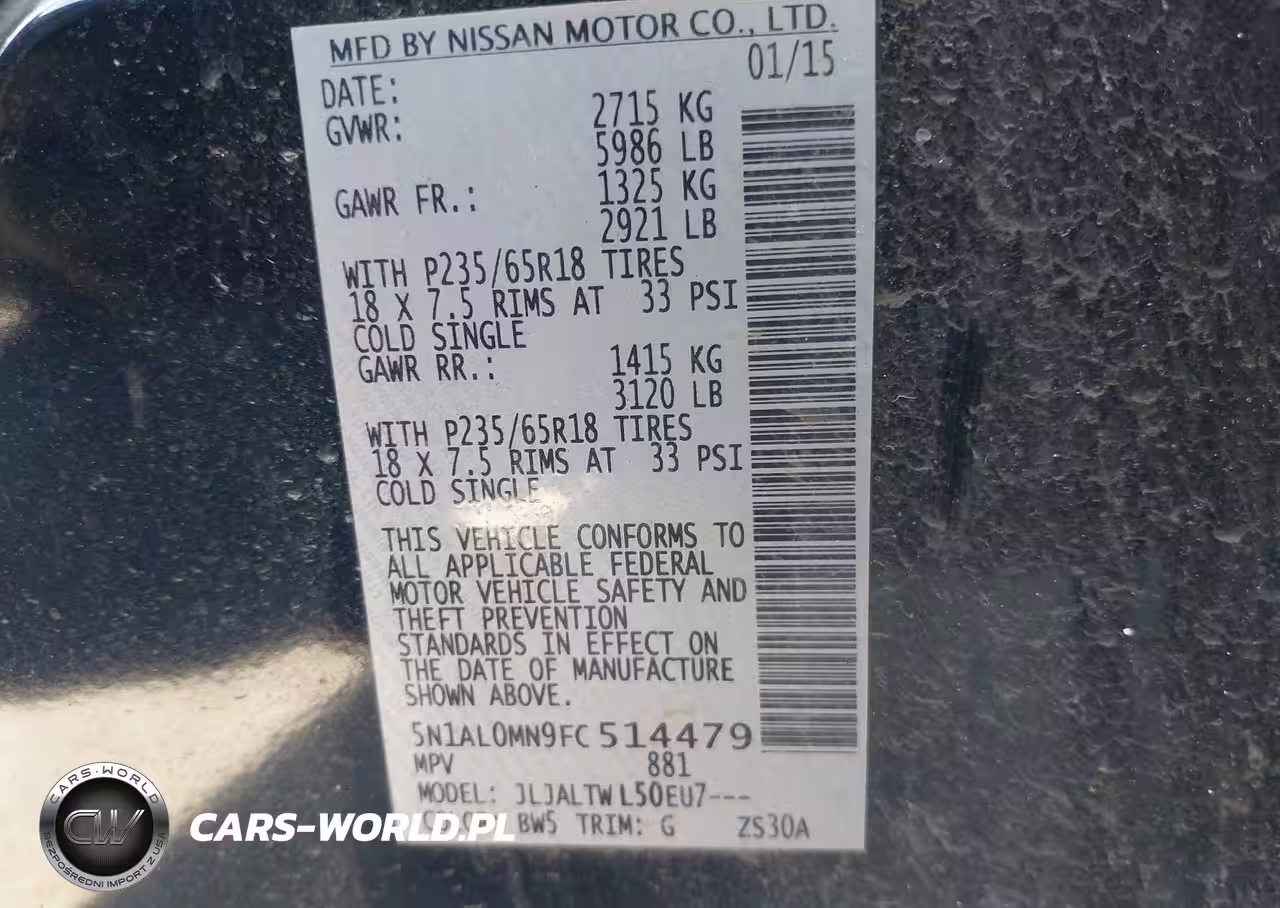 MFD BY NISSAN MOTOR CO., LTD.
DATE: 01/15
GVWR: 2715 KG
5986 LB
GAWR FR.: 1325 KG
2921 LB
WITH P235/65R18 TIRES
18 X 7.5 RIMS AT 33 PSI
COLD SINGLE
GAWR RR.: 1415 KG
3120 LB
WITH P235/65R18 TIRES
18 X 7.5 RIMS AT 33 PSI
COLD SINGLE
THIS VEHICLE CONFORMS TO
ALL APPLICABLE FEDERAL
MOTOR VEHICLE SAFETY AND
THEFT PREVENTION
STANDARDS IN EFFECT ON
THE DATE OF MANUFACTURE
SHOWN ABOVE.
5N1AL0MN9FC 514479
MPV 881
MODEL: JLJALTWL50EU7---
BW5 TRIM: G ZS30A
CARS-WORLD.PL
CARS-WORLD
CW
BEZPOŚREDNI IMPORT Z USA